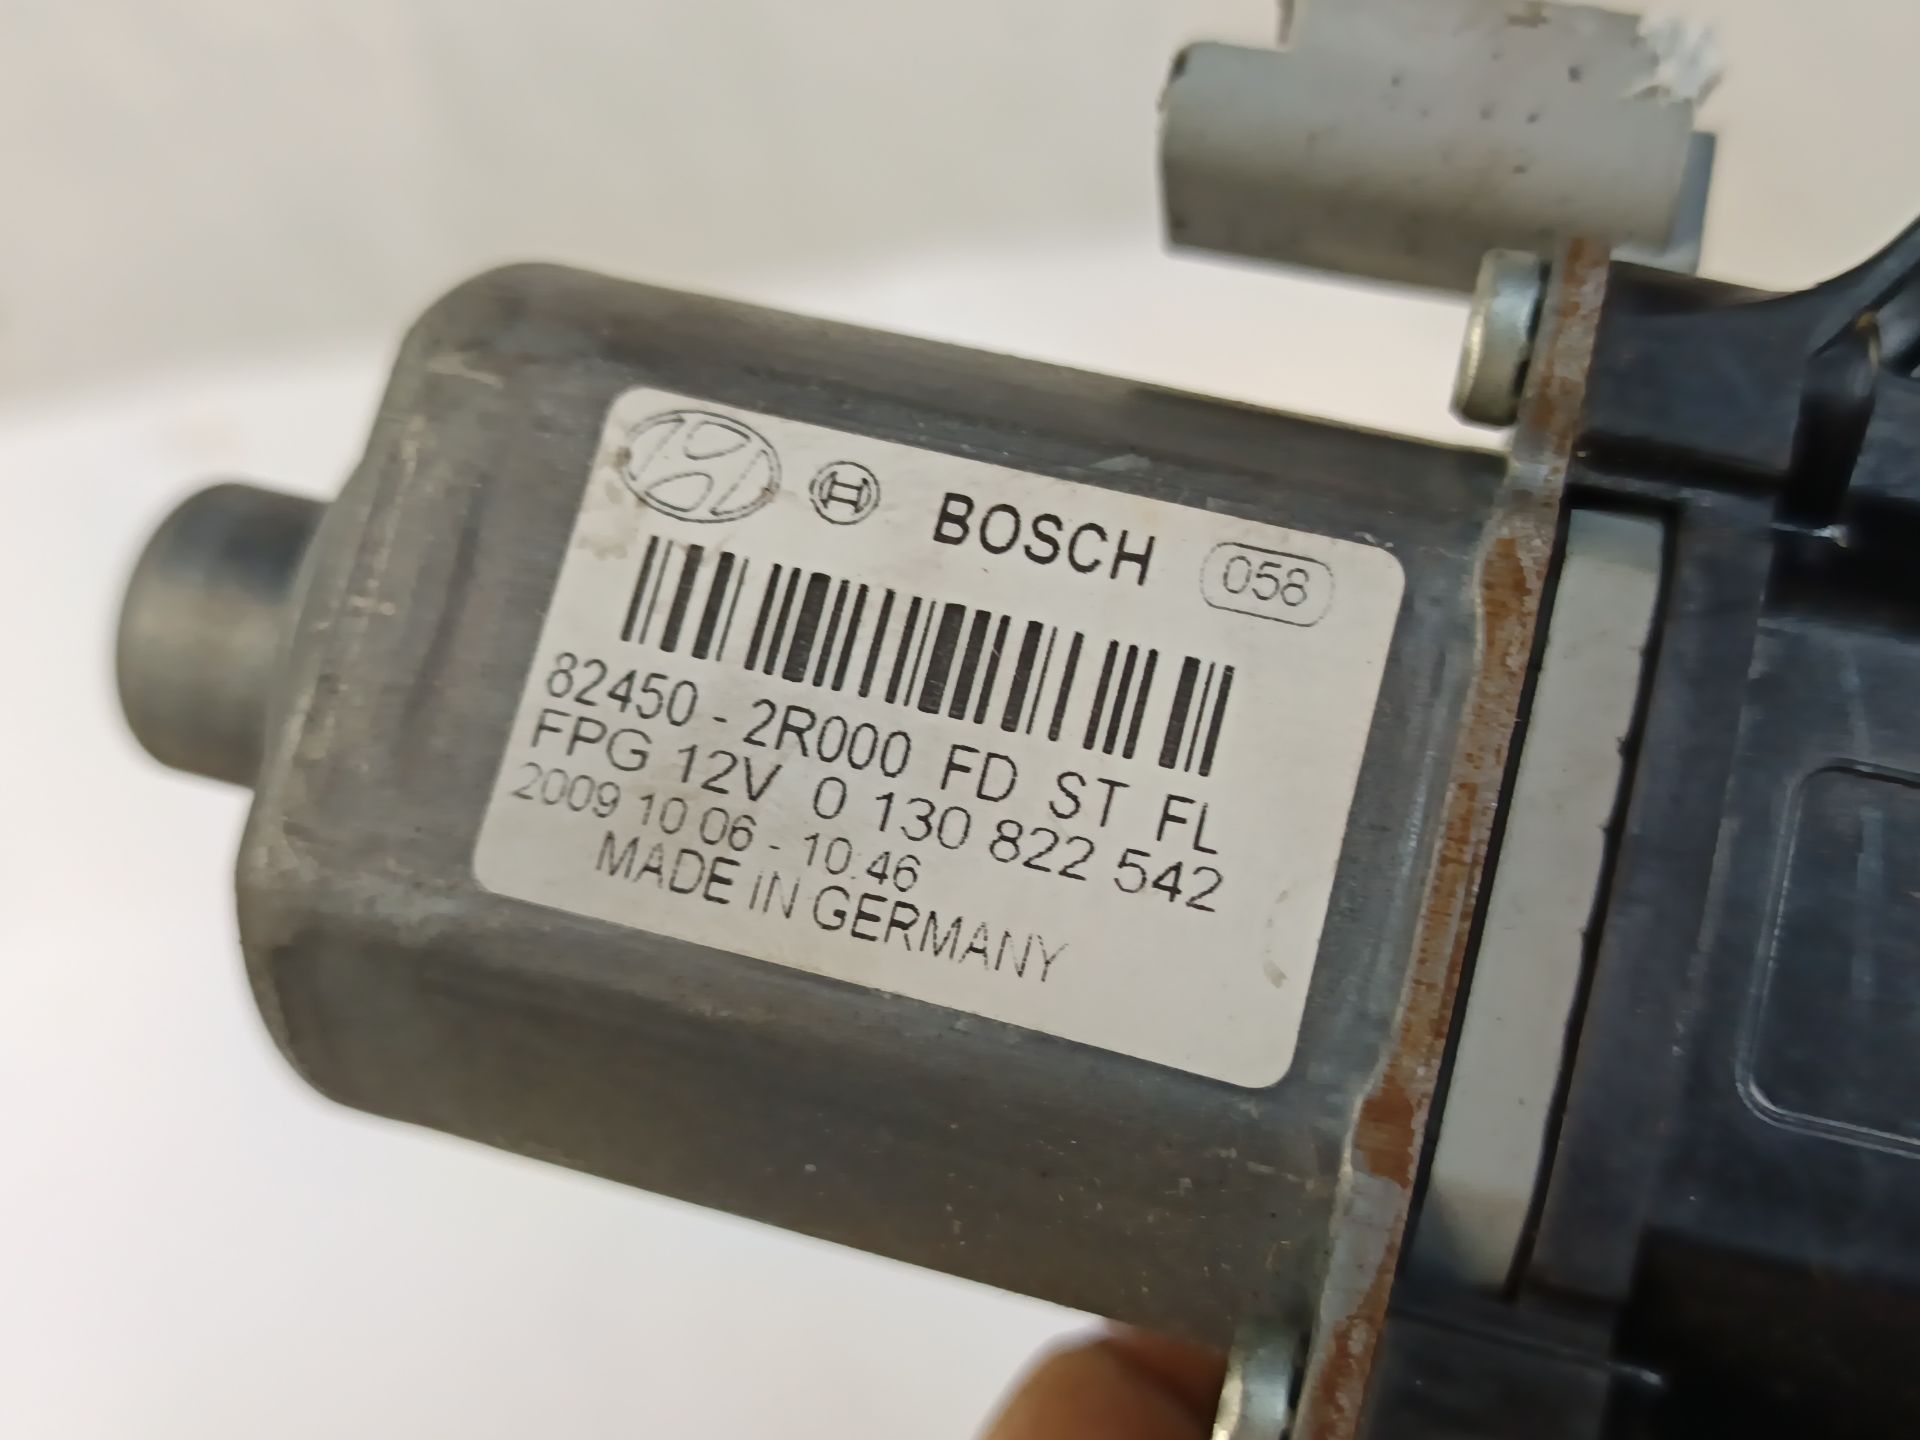 BOSCH 058
82450 - 2R000 FD ST FL
FPG 12V 0 130 822 542
2009 10 06 - 10:46
MADE IN GERMANY